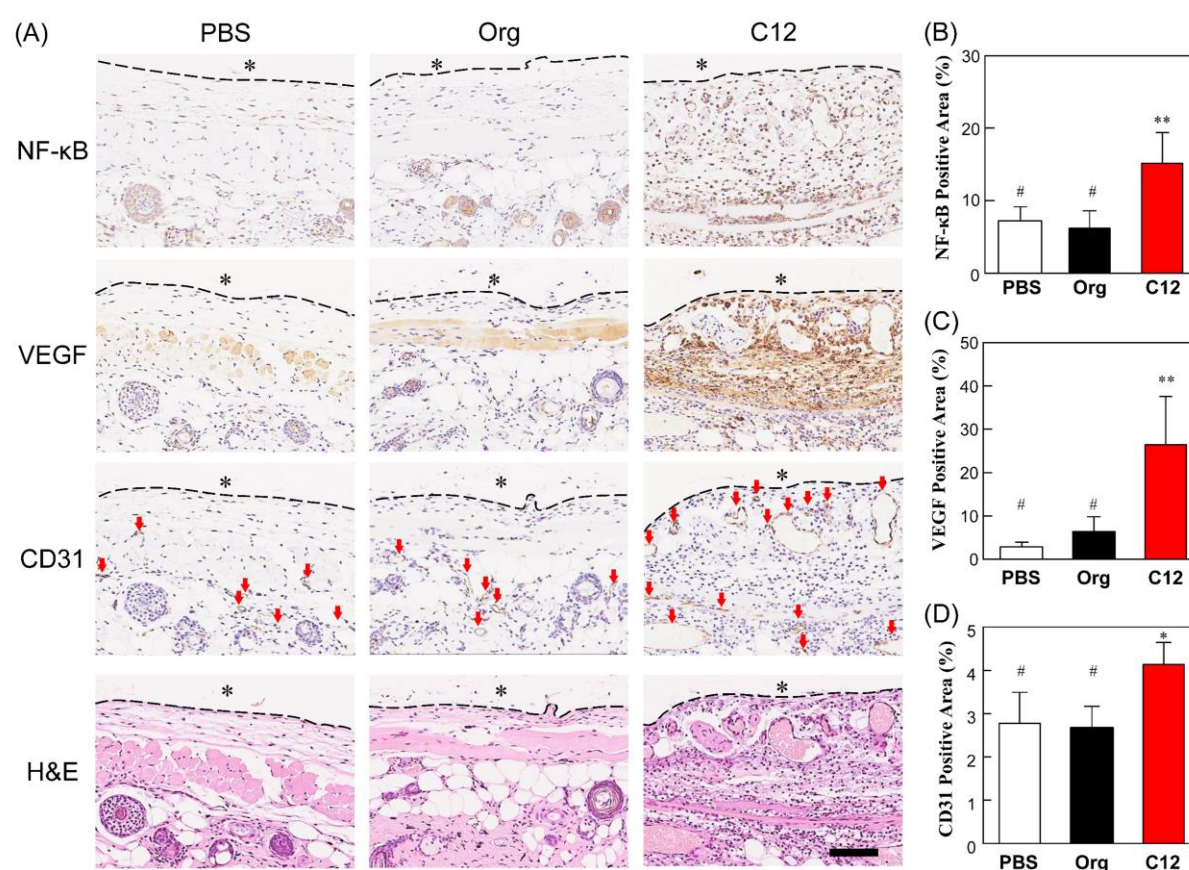 (A)
PBS
Org
C12
NF-κB
*
*
*
VEGF
*
*
*
CD31
*
*
*
H&E
*
*
*
(B)
NF-κB Positive Area (%)
30
20
10
0
#
#
**
PBS
Org
C12
(C)
VEGF Positive Area (%)
50
40
30
20
10
0
#
#
**
PBS
Org
C12
(D)
CD31 Positive Area (%)
5
4
3
2
1
0
#
#
*
PBS
Org
C12